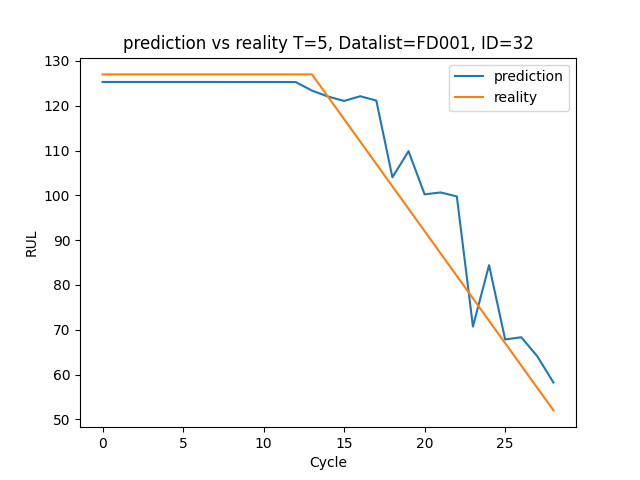 prediction vs reality T=5, Datalist=FD001, ID=32
prediction
reality
RUL
130
120
110
100
90
80
70
60
50
0 5 10 15 20 25
Cycle